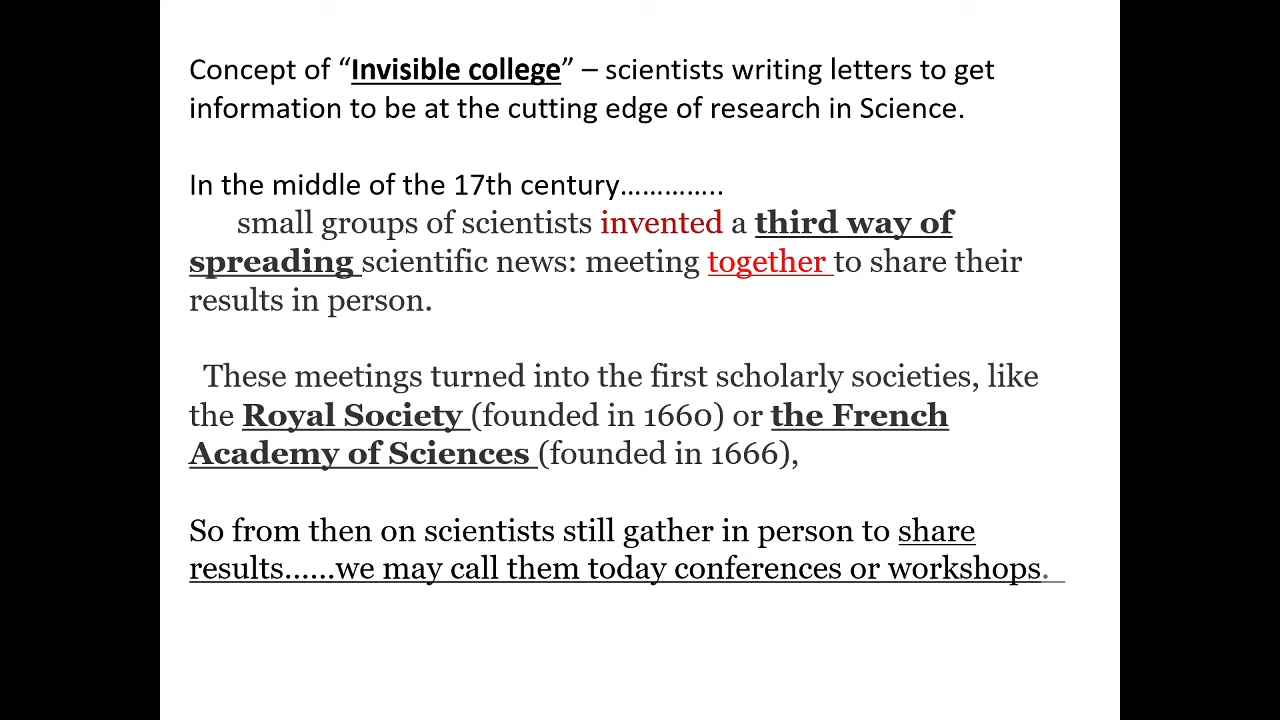 Concept of “Invisible college” – scientists writing letters to get
information to be at the cutting edge of research in Science.
In the middle of the 17th century…………..
small groups of scientists invented a third way of
spreading scientific news: meeting together to share their
results in person.
These meetings turned into the first scholarly societies, like
the Royal Society (founded in 1660) or the French
Academy of Sciences (founded in 1666),
So from then on scientists still gather in person to share
results……we may call them today conferences or workshops.